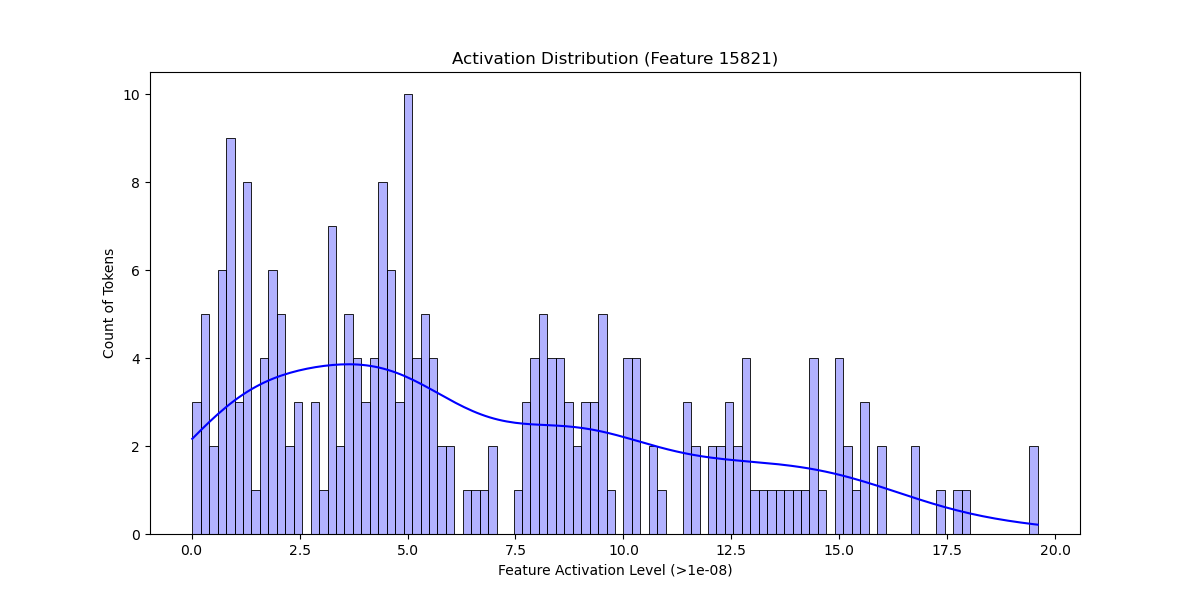 Activation Distribution (Feature 15821)
10
8
6
4
2
0
Count of Tokens
0.0 2.5 5.0 7.5 10.0 12.5 15.0 17.5 20.0
Feature Activation Level (>1e-08)